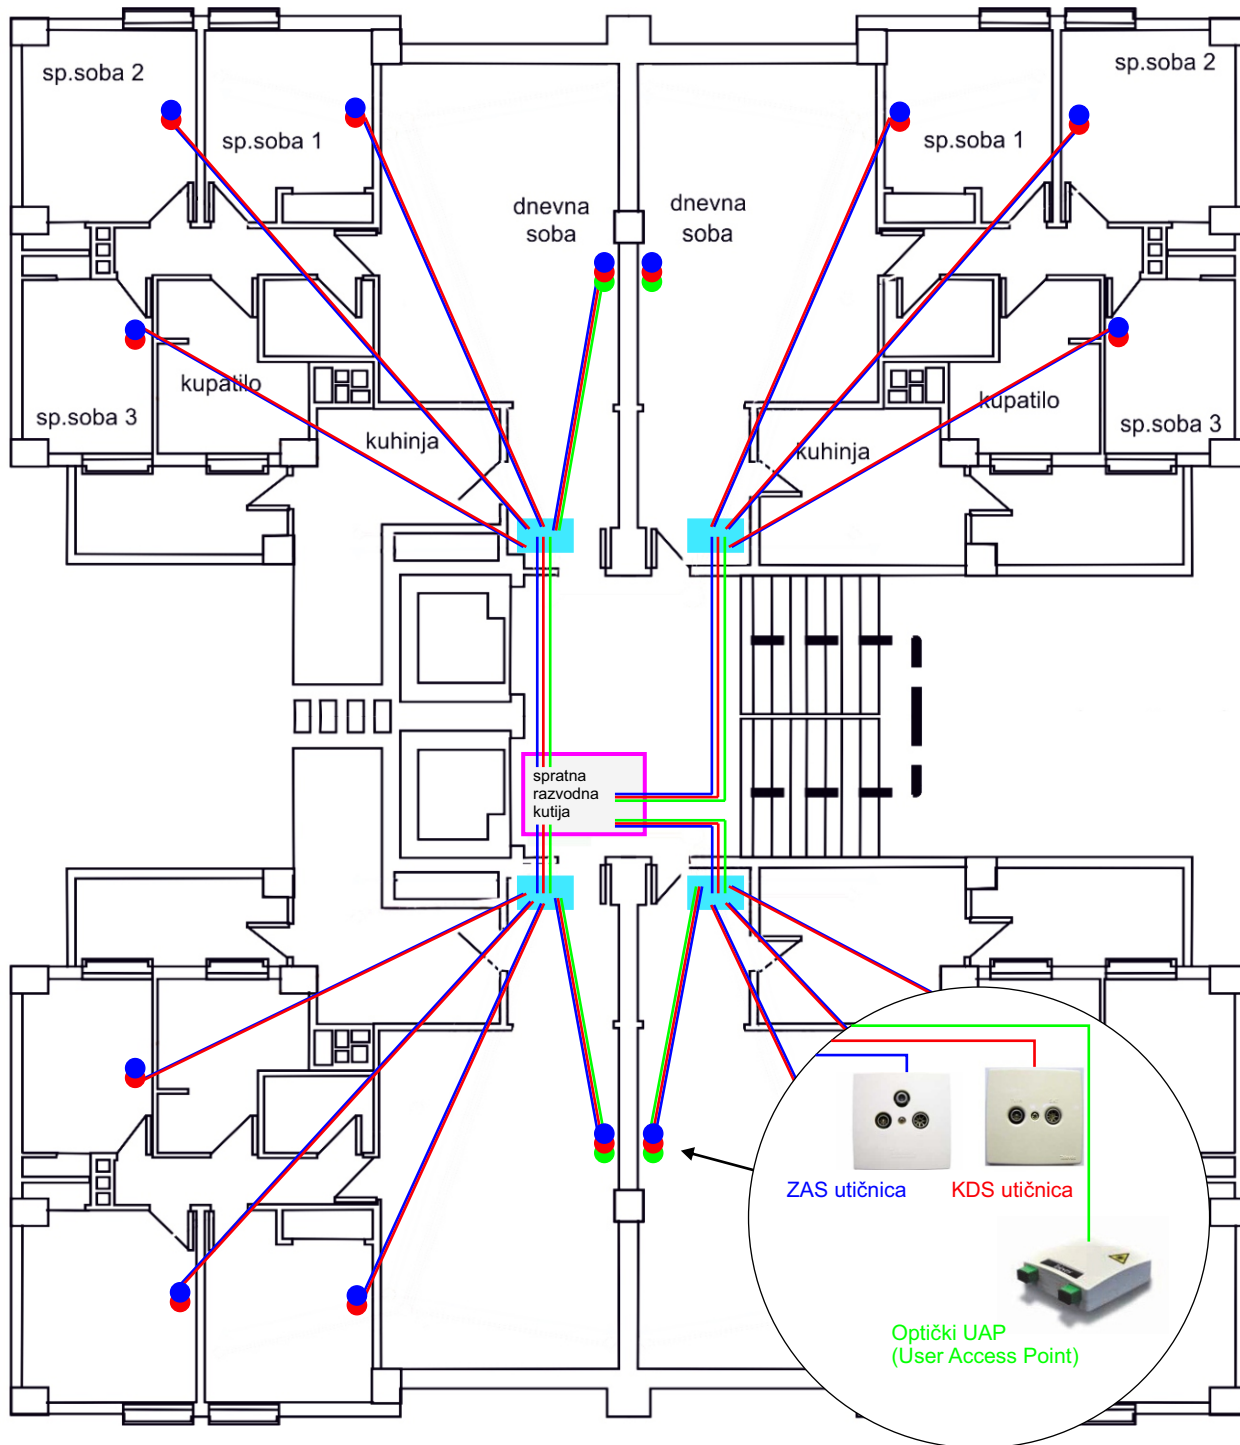 sp.soba 2
sp.soba 1
dnevna
soba
dnevna
soba
sp.soba 1
sp.soba 2
kupatilo
sp.soba 3
kuhinja
kuhinja
kupatilo
sp.soba 3
spratna
razvodna
kutija
ZAS utičnica
KDS utičnica
Optički UAP
(User Access Point)